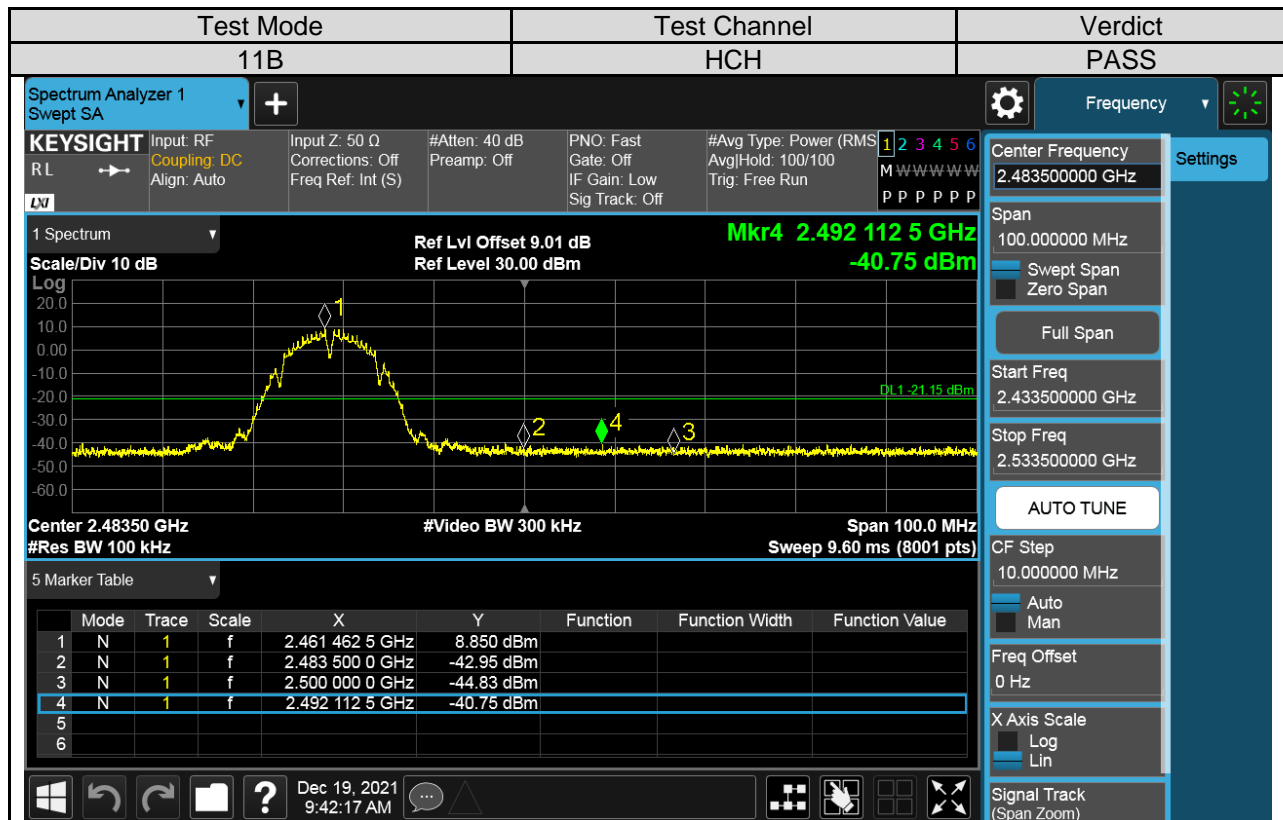 Test Mode Test Channel Verdict
11B HCH PASS
Spectrum Analyzer 1
Swept SA
+
Frequency
KEYSIGHT
RL
LXI
Input: RF
Coupling: DC
Align: Auto
Input Z: 50 Ω
Corrections: Off
Freq Ref: Int (S)
#Atten: 40 dB
Preamp: Off
PNO: Fast
Gate: Off
IF Gain: Low
Sig Track: Off
#Avg Type: Power (RMS
Avg|Hold: 100/100
Trig: Free Run
1 2 3 4 5 6
M W W W W W
P P P P P P
Center Frequency
2.483500000 GHz
Settings
Span
100.000000 MHz
Swept Span
Zero Span
Full Span
Start Freq
2.433500000 GHz
Stop Freq
2.533500000 GHz
AUTO TUNE
CF Step
10.000000 MHz
Auto
Man
Freq Offset
0 Hz
X Axis Scale
Log
Lin
Signal Track
(Span Zoom)
1 Spectrum
Scale/Div 10 dB
Ref Lvl Offset 9.01 dB
Ref Level 30.00 dBm
Mkr4 2.492 112 5 GHz
-40.75 dBm
Log
20.0
10.0
0.00
-10.0
-20.0
-30.0
-40.0
-50.0
-60.0
1
2
4
3
DL1 -21.15 dBm
Center 2.48350 GHz #Video BW 300 kHz Span 100.0 MHz
#Res BW 100 kHz Sweep 9.60 ms (8001 pts)
5 Marker Table
Mode Trace Scale X Y Function Function Width Function Value
1 N 1 f 2.461 462 5 GHz 8.850 dBm
2 N 1 f 2.483 500 0 GHz -42.95 dBm
3 N 1 f 2.500 000 0 GHz -44.83 dBm
4 N 1 f 2.492 112 5 GHz -40.75 dBm
5
6
?
Dec 19, 2021
9:42:17 AM